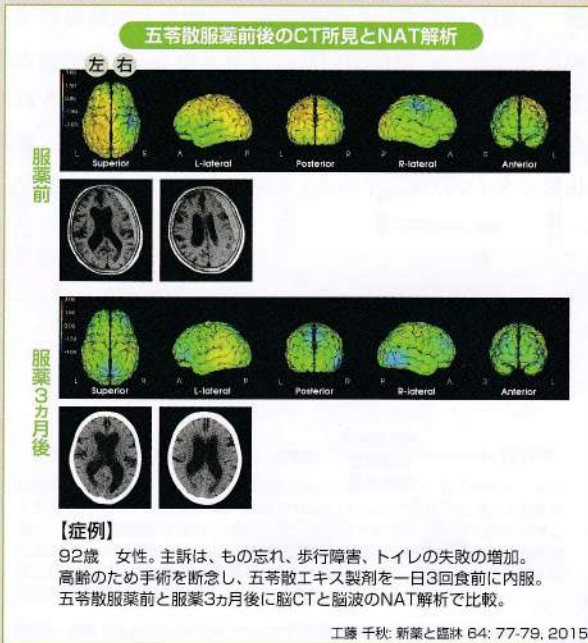 五苓散服薬前後のCT所見とNAT解析
左 右
服薬前
L R A P L R P A R L
Superior L-lateral Posterior R-lateral Anterior
服薬3ヵ月後
L R A P L R P A R L
Superior L-lateral Posterior R-lateral Anterior
【症例】
92歳 女性。主訴は、もの忘れ、歩行障害、トイレの失敗の増加。
高齢のため手術を断念し、五苓散エキス製剤を一日3回食前に内服。
五苓散服薬前と服薬3ヵ月後に脳CTと脳波のNAT解析で比較。
工藤 千秋: 新薬と臨牀 64: 77-79, 2015